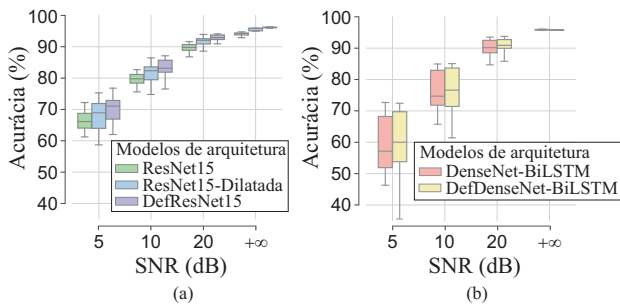 100
90
80
70
60
50
40
Acurácia (%)
Modelos de arquitetura
ResNet15
ResNet15-Dilatada
DefResNet15
5
10
20
+∞
SNR (dB)
(a)
100
90
80
70
60
50
40
Acurácia (%)
Modelos de arquitetura
DenseNet-BiLSTM
DefDenseNet-BiLSTM
5
10
20
+∞
SNR (dB)
(b)